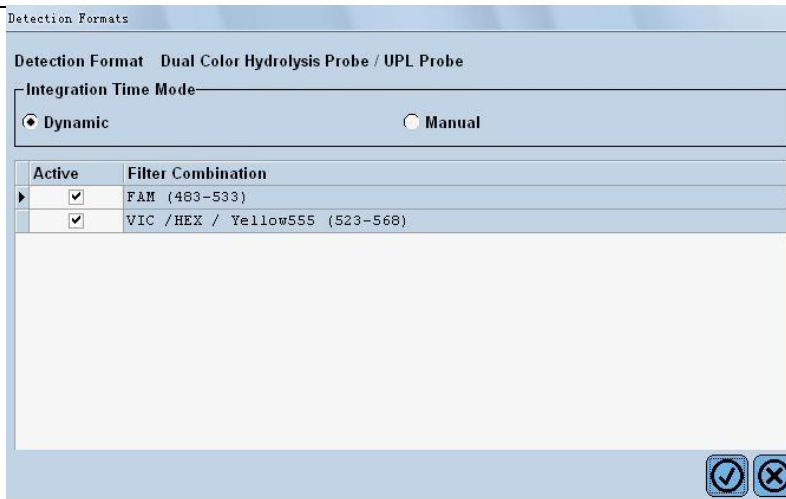 Detection Formats
Detection Format Dual Color Hydrolysis Probe / UPL Probe
Integration Time Mode
Dynamic Manual
Active Filter Combination
FAM (483-533)
VIC /HEX / Yellow555 (523-568)